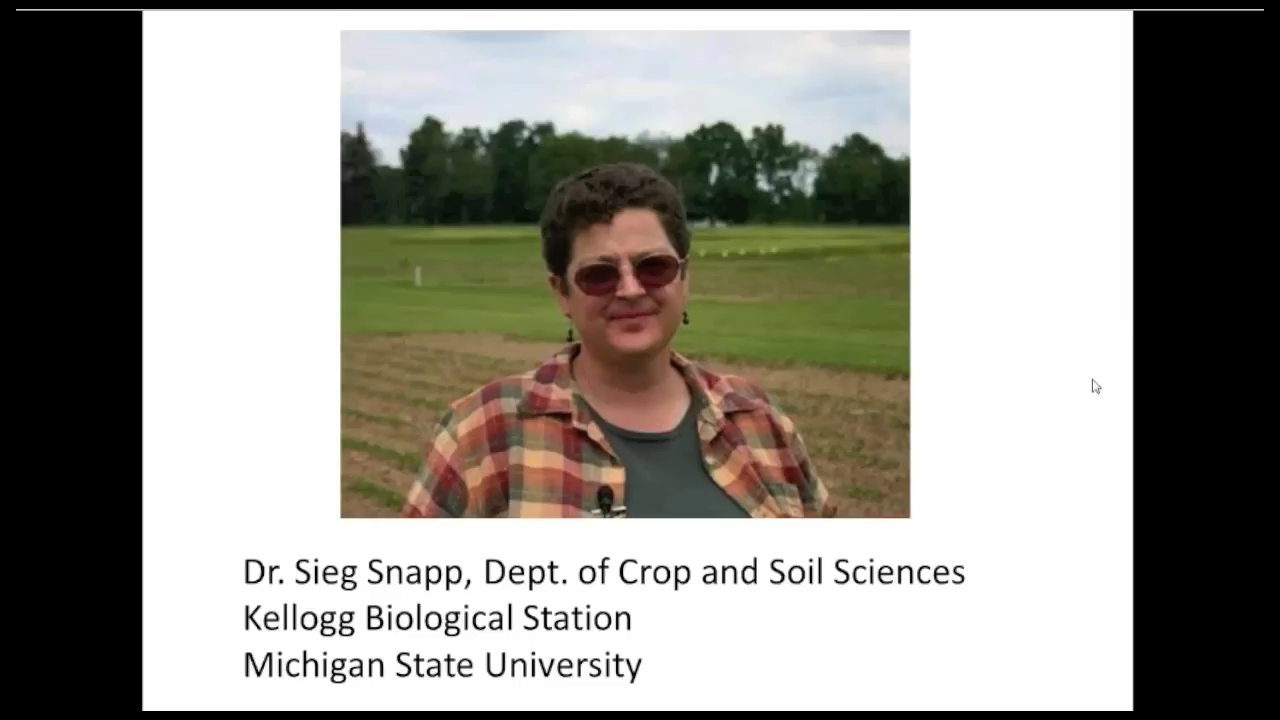 Dr. Sieg Snapp, Dept. of Crop and Soil Sciences
Kellogg Biological Station
Michigan State University